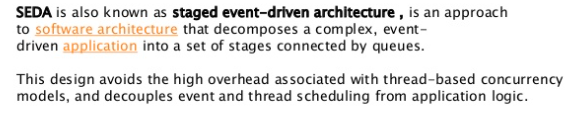 SEDA is also known as staged event-driven architecture , is an approach
to software architecture that decomposes a complex, event-
driven application into a set of stages connected by queues.
This design avoids the high overhead associated with thread-based concurrency
models, and decouples event and thread scheduling from application logic.